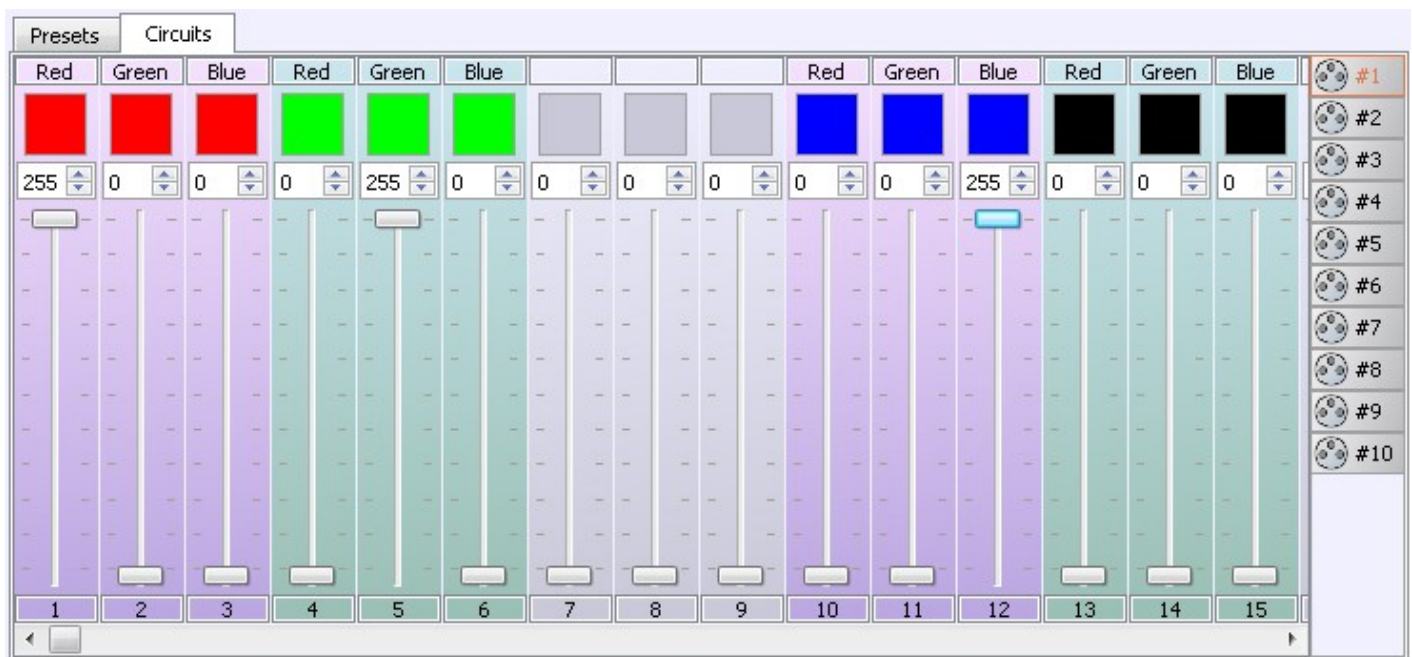 Presets Circuits
Red Green Blue Red Green Blue Red Green Blue Red Green Blue
255 0 0 0 255 0 0 0 0 0 0 255 0 0 0
1 2 3 4 5 6 7 8 9 10 11 12 13 14 15
#1
#2
#3
#4
#5
#6
#7
#8
#9
#10